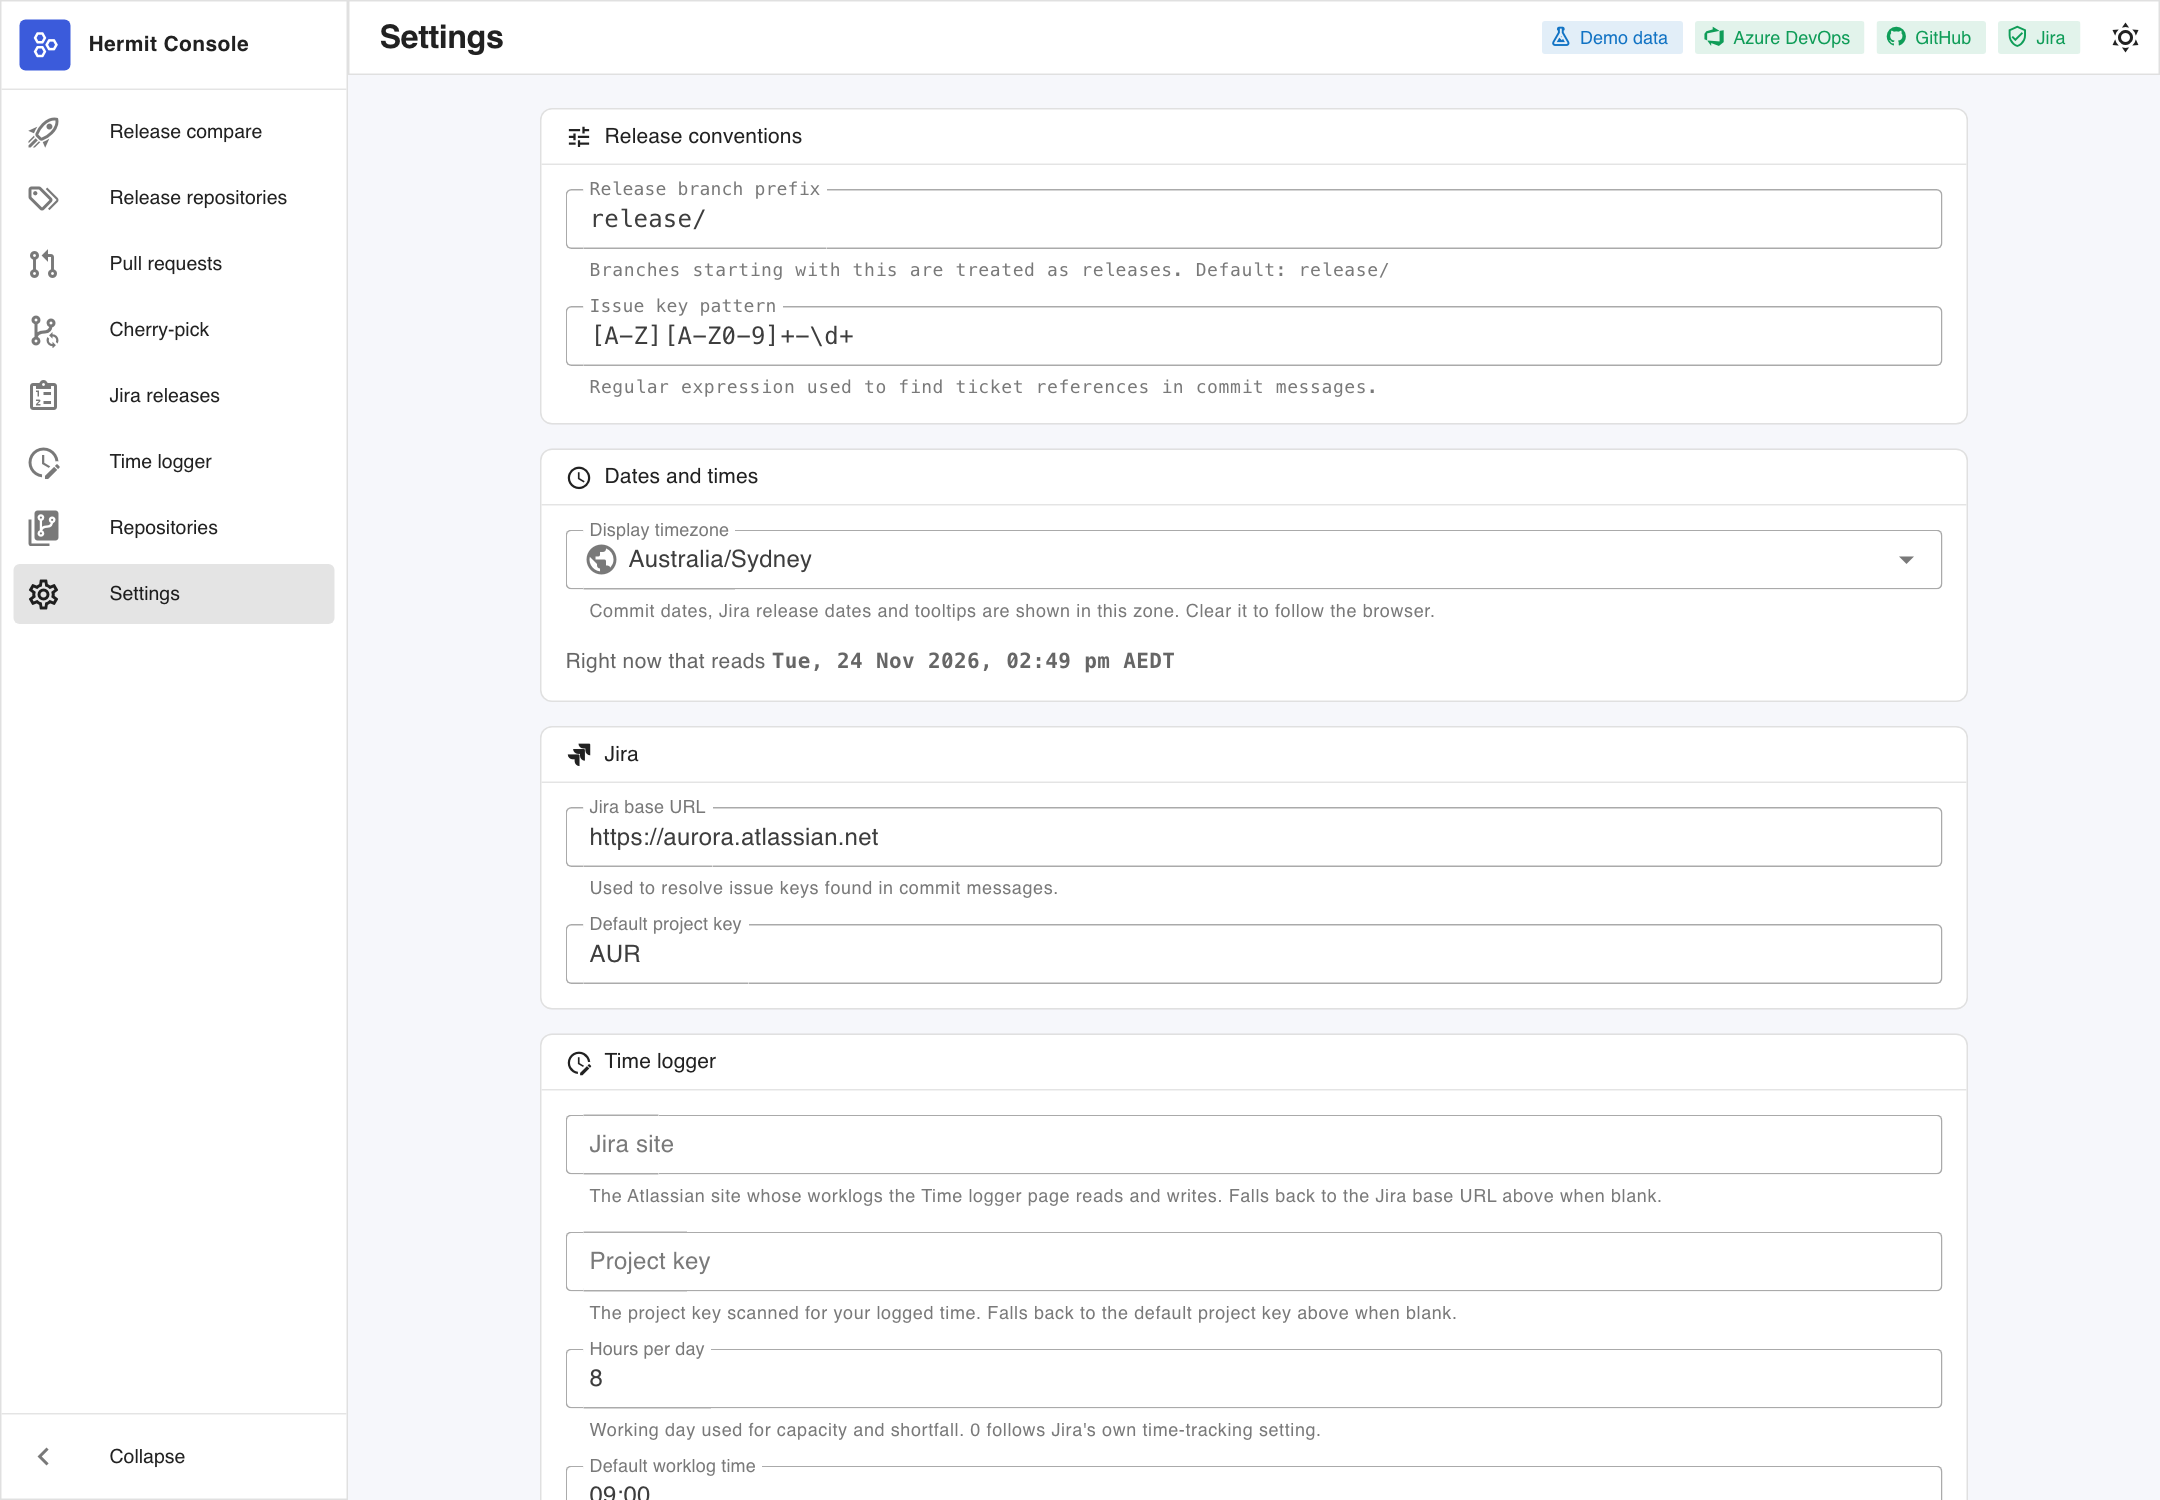 Hermit Console
Settings
Demo data
Azure DevOps
GitHub
Jira
Release compare
Release repositories
Pull requests
Cherry-pick
Jira releases
Time logger
Repositories
Settings
Collapse
Release conventions
Release branch prefix
release/
Branches starting with this are treated as releases. Default: release/
Issue key pattern
[A-Z][A-Z0-9]+-\d+
Regular expression used to find ticket references in commit messages.
Dates and times
Display timezone
Australia/Sydney
Commit dates, Jira release dates and tooltips are shown in this zone. Clear it to follow the browser.
Right now that reads Tue, 24 Nov 2026, 02:49 pm AEDT
Jira
Jira base URL
https://aurora.atlassian.net
Used to resolve issue keys found in commit messages.
Default project key
AUR
Time logger
Jira site
The Atlassian site whose worklogs the Time logger page reads and writes. Falls back to the Jira base URL above when blank.
Project key
The project key scanned for your logged time. Falls back to the default project key above when blank.
Hours per day
8
Working day used for capacity and shortfall. 0 follows Jira's own time-tracking setting.
Default worklog time
09:00